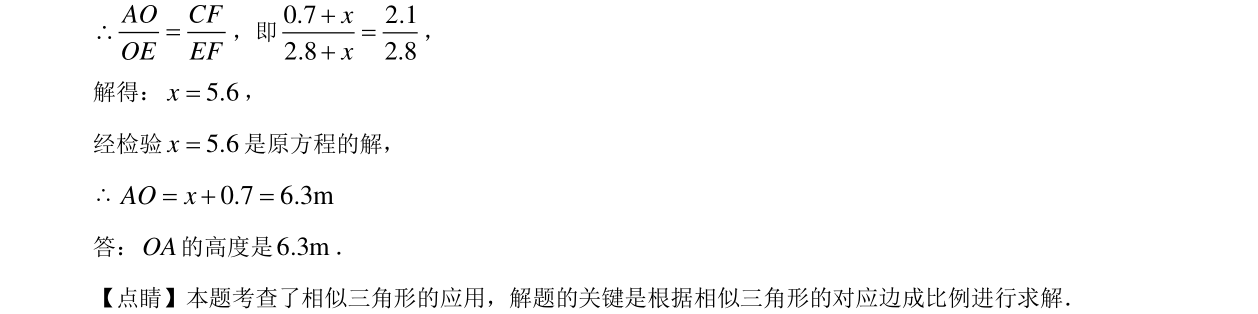 ∴AO/OE=CF/EF，即(0.7+x)/(2.8+x)=2.1/2.8，
解得：x=5.6，
经检验x=5.6是原方程的解，
∴AO=x+0.7=6.3m
答：OA的高度是6.3m．
【点睛】本题考查了相似三角形的应用，解题的关键是根据相似三角形的对应边成比例进行求解．